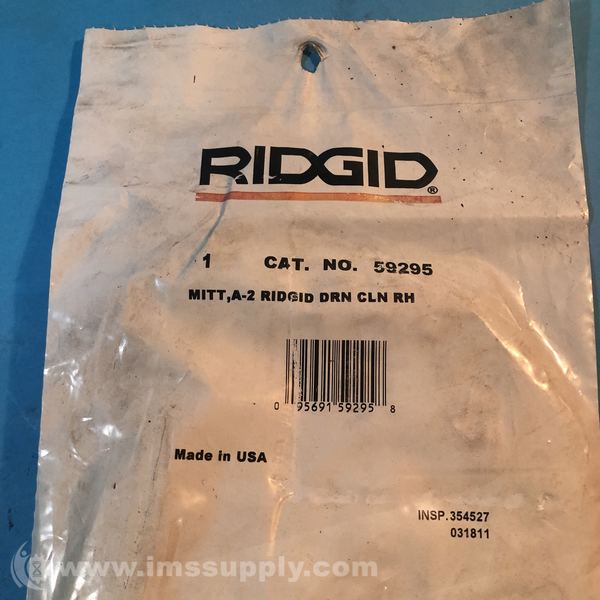 RIDGID®
1 CAT. NO. 59295
MITT,A-2 RIDGID DRN CLN RH
0 95691 59295 8
Made in USA
INSP.354527
031811
www.imssupply.com